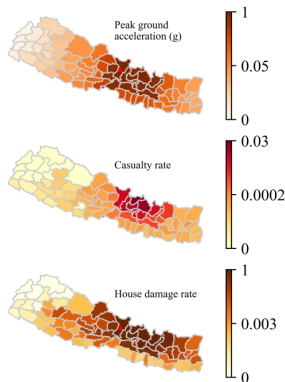 Peak ground
acceleration (g)
1
0.05
0
Casualty rate
0.03
0.0002
0
House damage rate
1
0.003
0